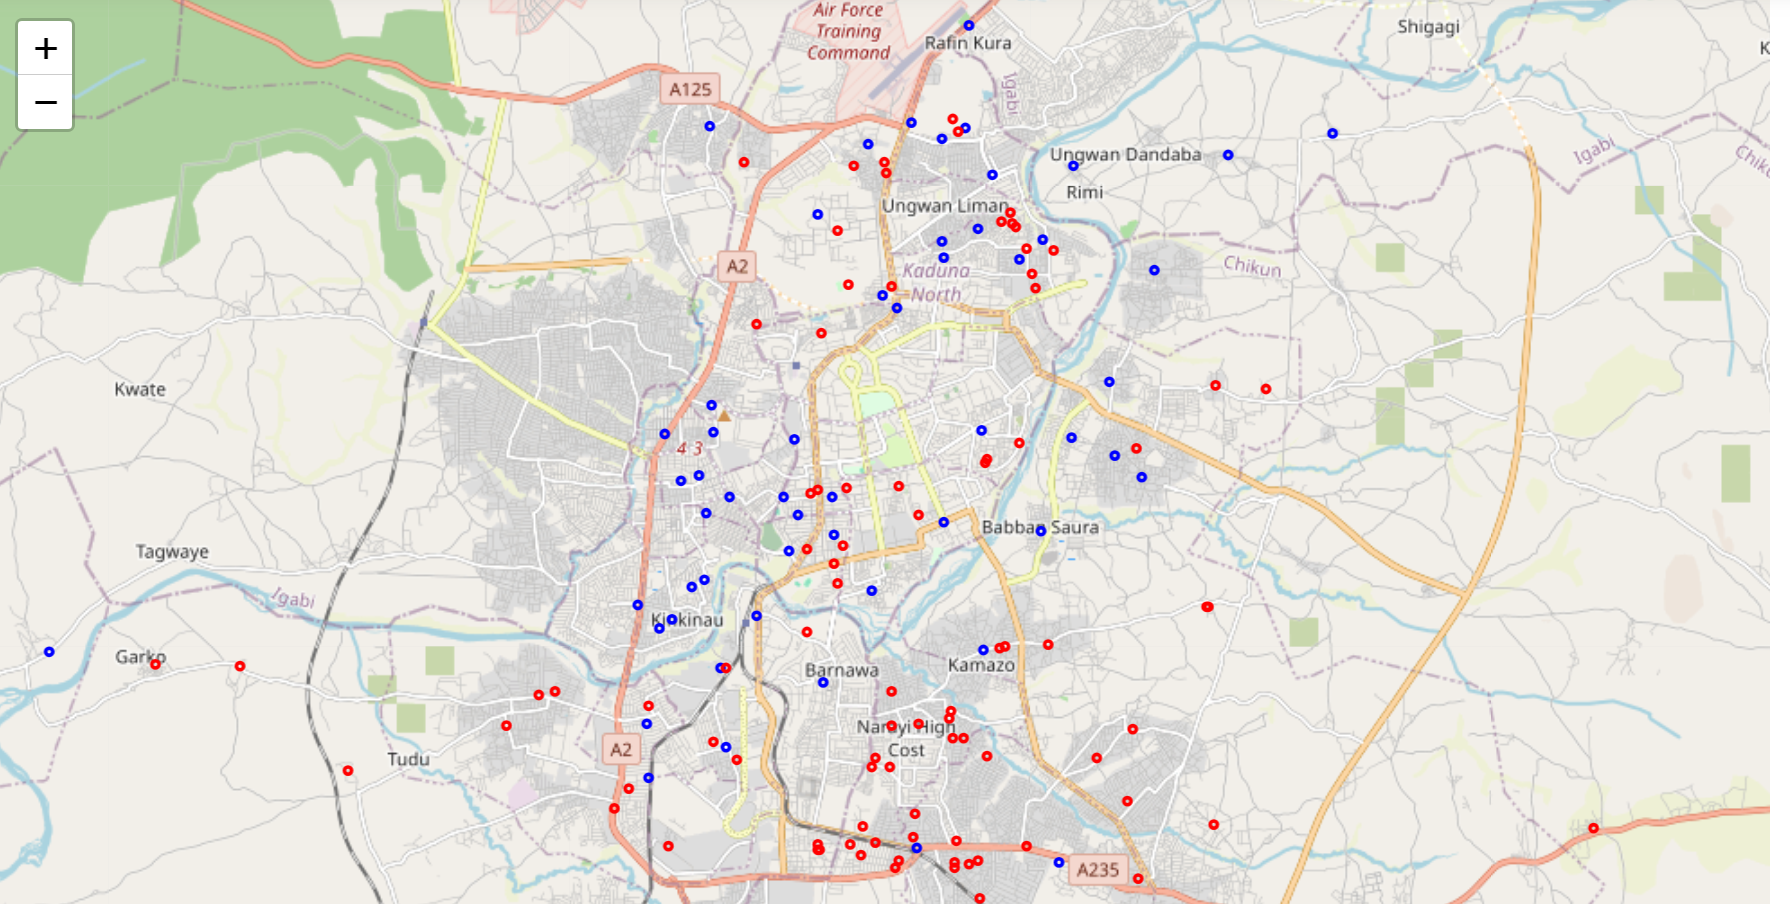 +
−
Air Force
Training
Command
Rafin Kura
Shigagi
K
A125
Igabi
Ungwan Dandaba
Igabi
Rimi
Ungwan Liman
A2
Kaduna
North
Chikun
Kwate
4 3
Babban Saura
Tagwaye
Igabi
Kakinau
Garko
Barnawa
Kamazo
Narayi High
Cost
A2
Tudu
A235